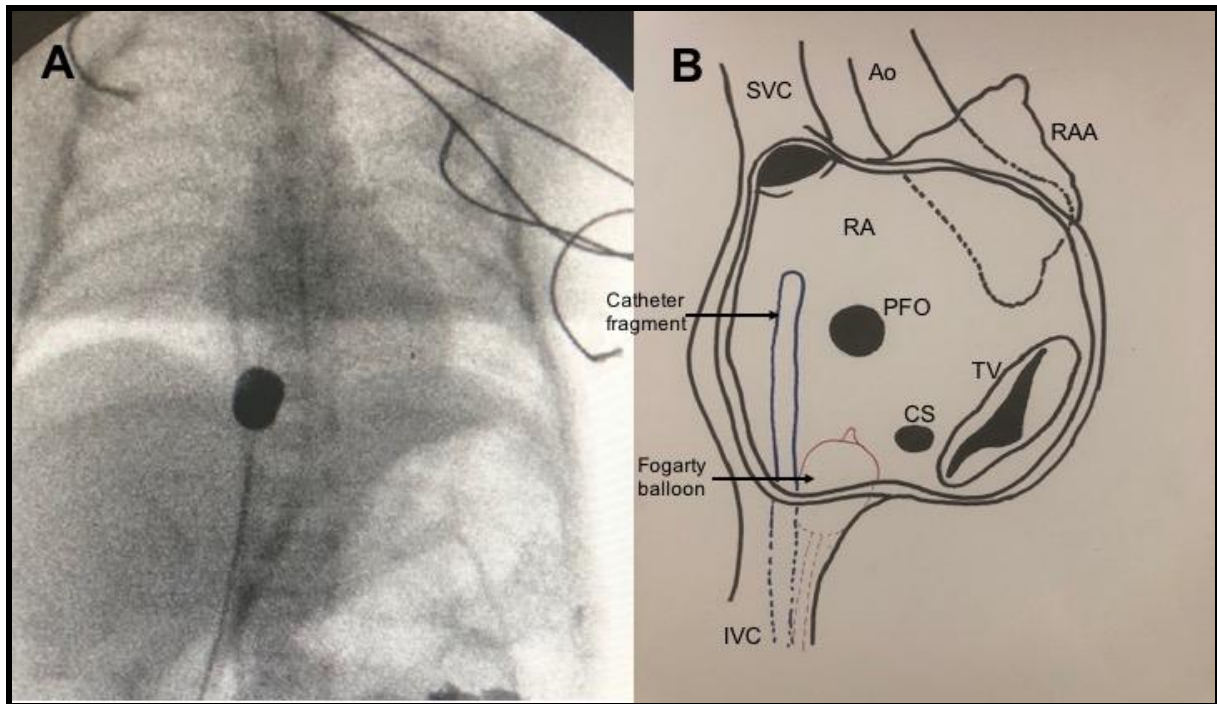 A
B
SVC
Ao
RAA
RA
Catheter
fragment
PFO
TV
CS
Fogarty
balloon
IVC